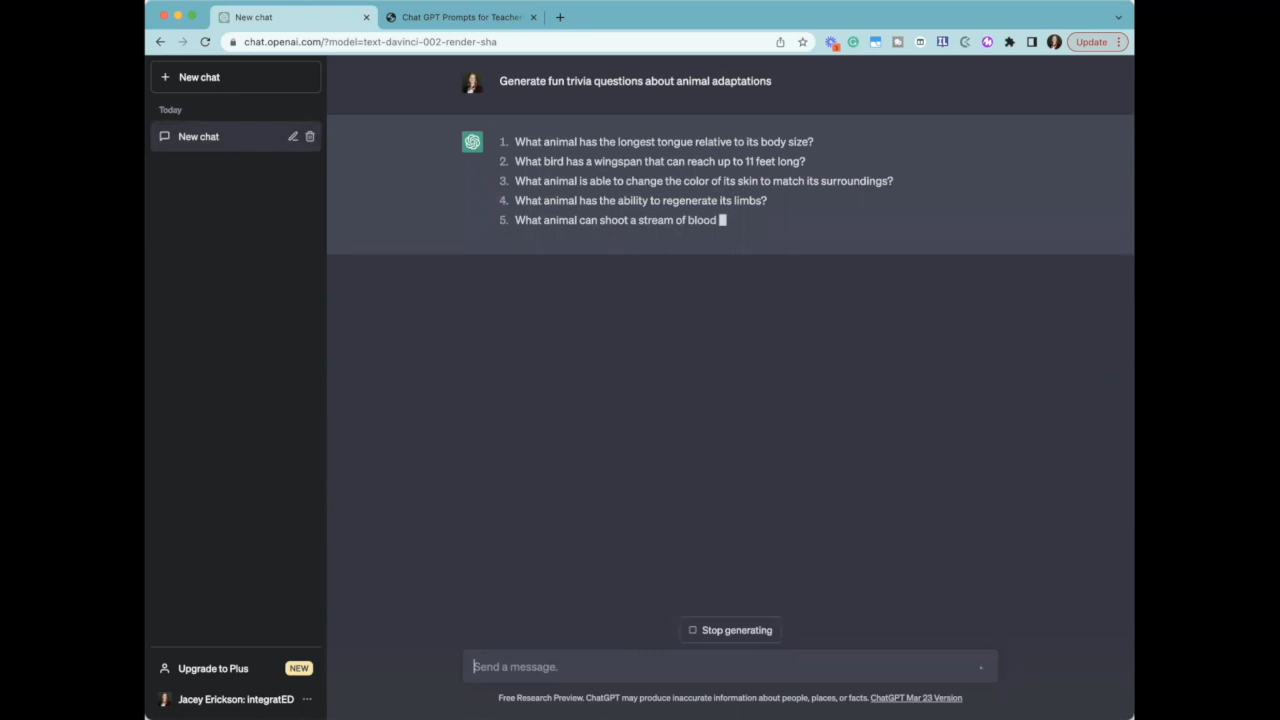 New chat
Chat GPT Prompts for Teacher
chat.openai.com/?model=text-davinci-002-render-sha
Update
New chat
Today
New chat
Generate fun trivia questions about animal adaptations
1. What animal has the longest tongue relative to its body size?
2. What bird has a wingspan that can reach up to 11 feet long?
3. What animal is able to change the color of its skin to match its surroundings?
4. What animal has the ability to regenerate its limbs?
5. What animal can shoot a stream of blood
Stop generating
Send a message.
Free Research Preview. ChatGPT may produce inaccurate information about people, places, or facts. ChatGPT Mar 23 Version
Upgrade to Plus NEW
Jacey Erickson: integratED